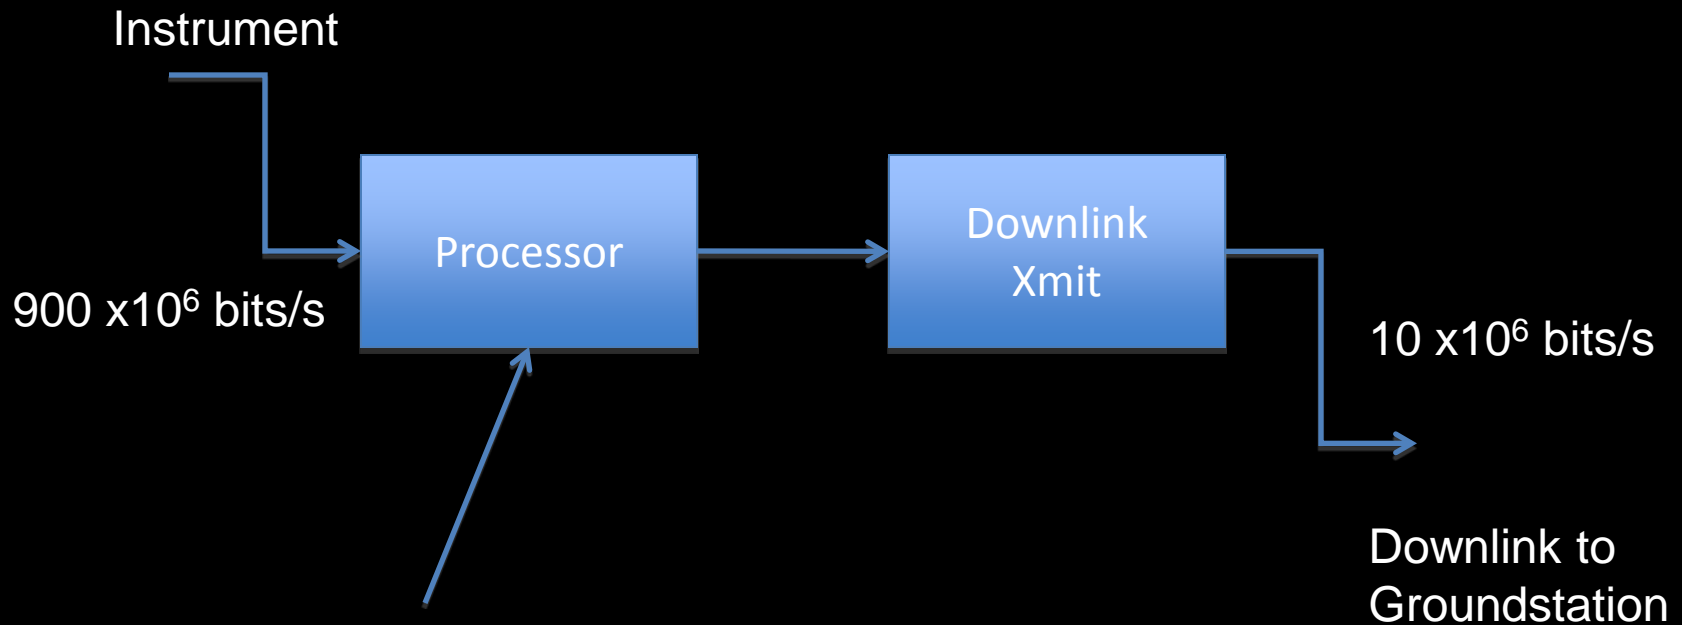 Instrument
Processor
Downlink
Xmit
900 x10⁶ bits/s
10 x10⁶ bits/s
Downlink to
Groundstation